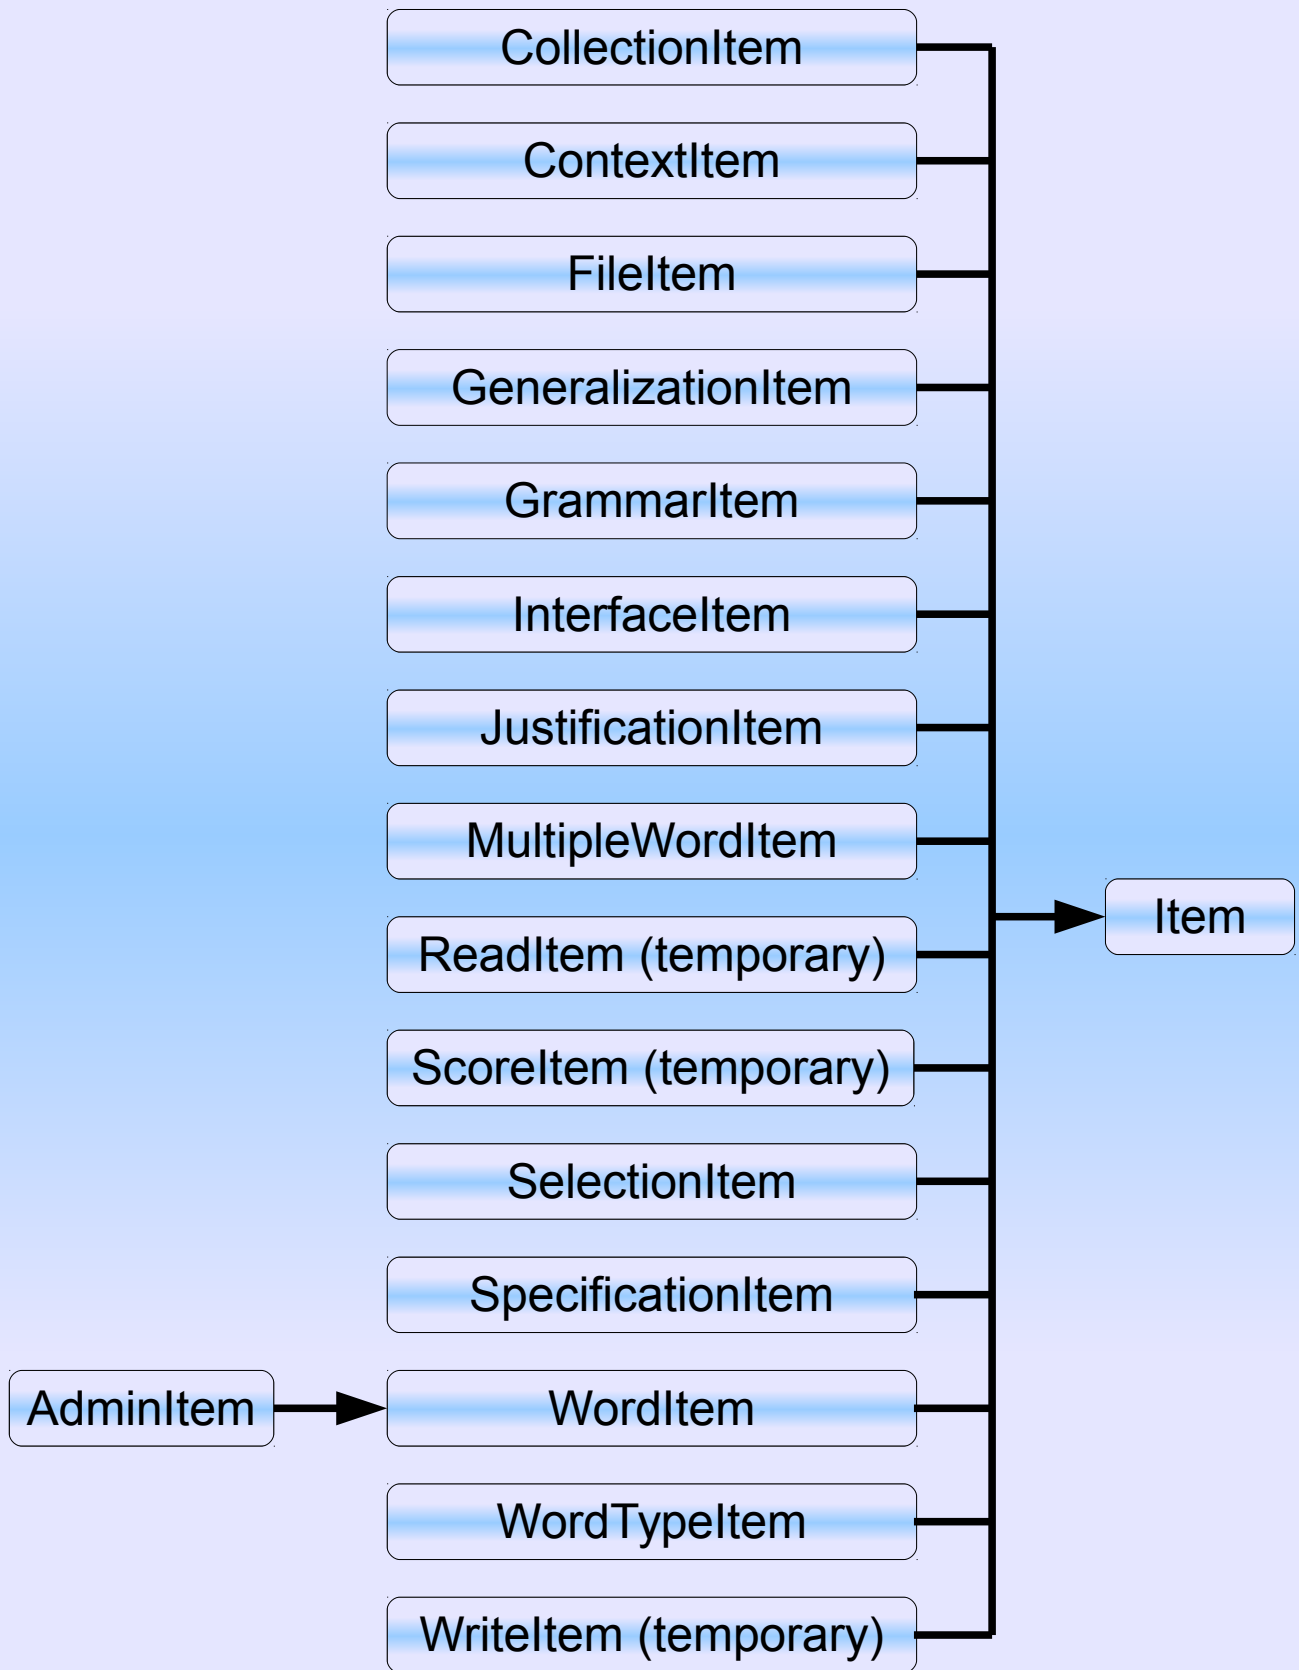 CollectionItem
ContextItem
FileItem
GeneralizationItem
GrammarItem
InterfaceItem
JustificationItem
MultipleWordItem
ReadItem (temporary)
Item
ScoreItem (temporary)
SelectionItem
SpecificationItem
AdminItem
WordItem
WordTypeItem
WriteItem (temporary)